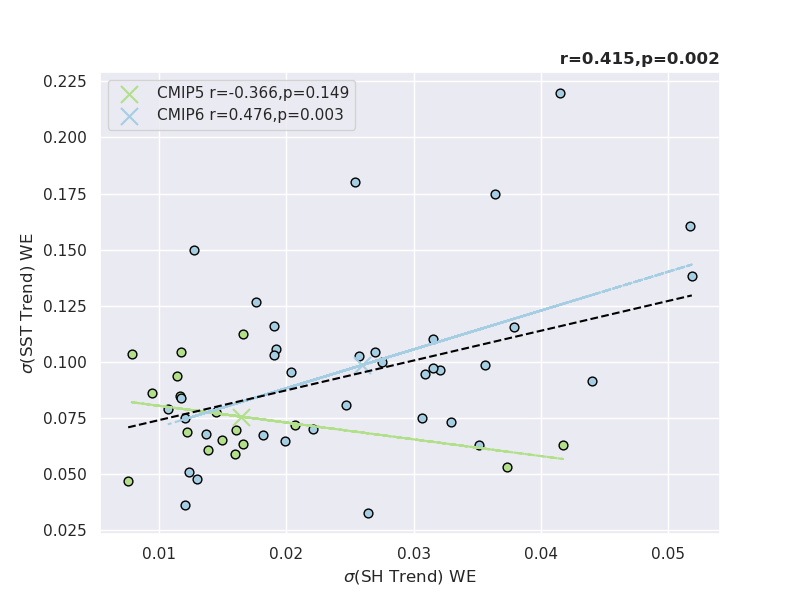 r=0.415,p=0.002
CMIP5 r=-0.366,p=0.149
CMIP6 r=0.476,p=0.003
0.225
0.200
0.175
0.150
0.125
0.100
0.075
0.050
0.025
σ(SST Trend) WE
0.01 0.02 0.03 0.04 0.05
σ(SH Trend) WE